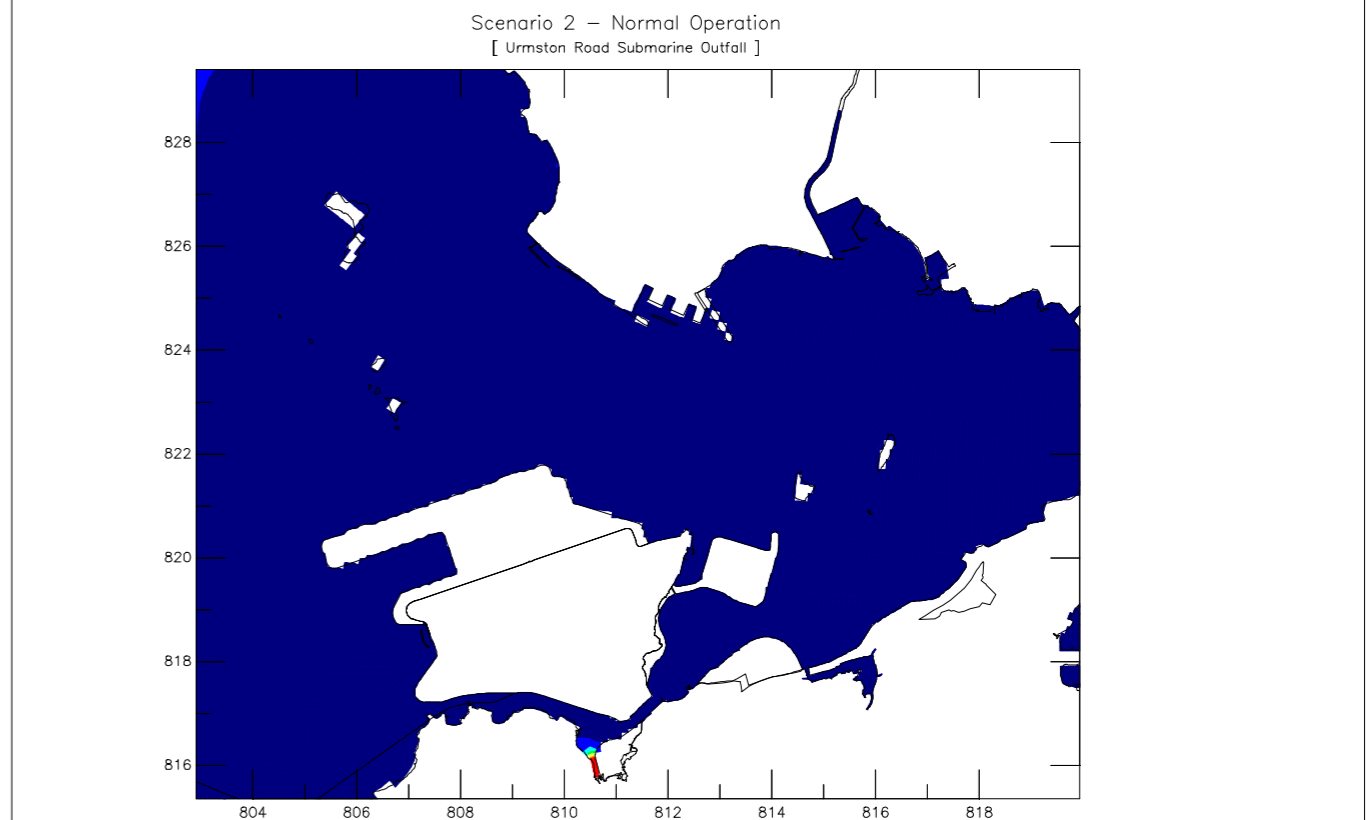 Scenario 2 – Normal Operation
[ Urmston Road Submarine Outfall ]
828
826
824
822
820
818
816
804 806 808 810 812 814 816 818